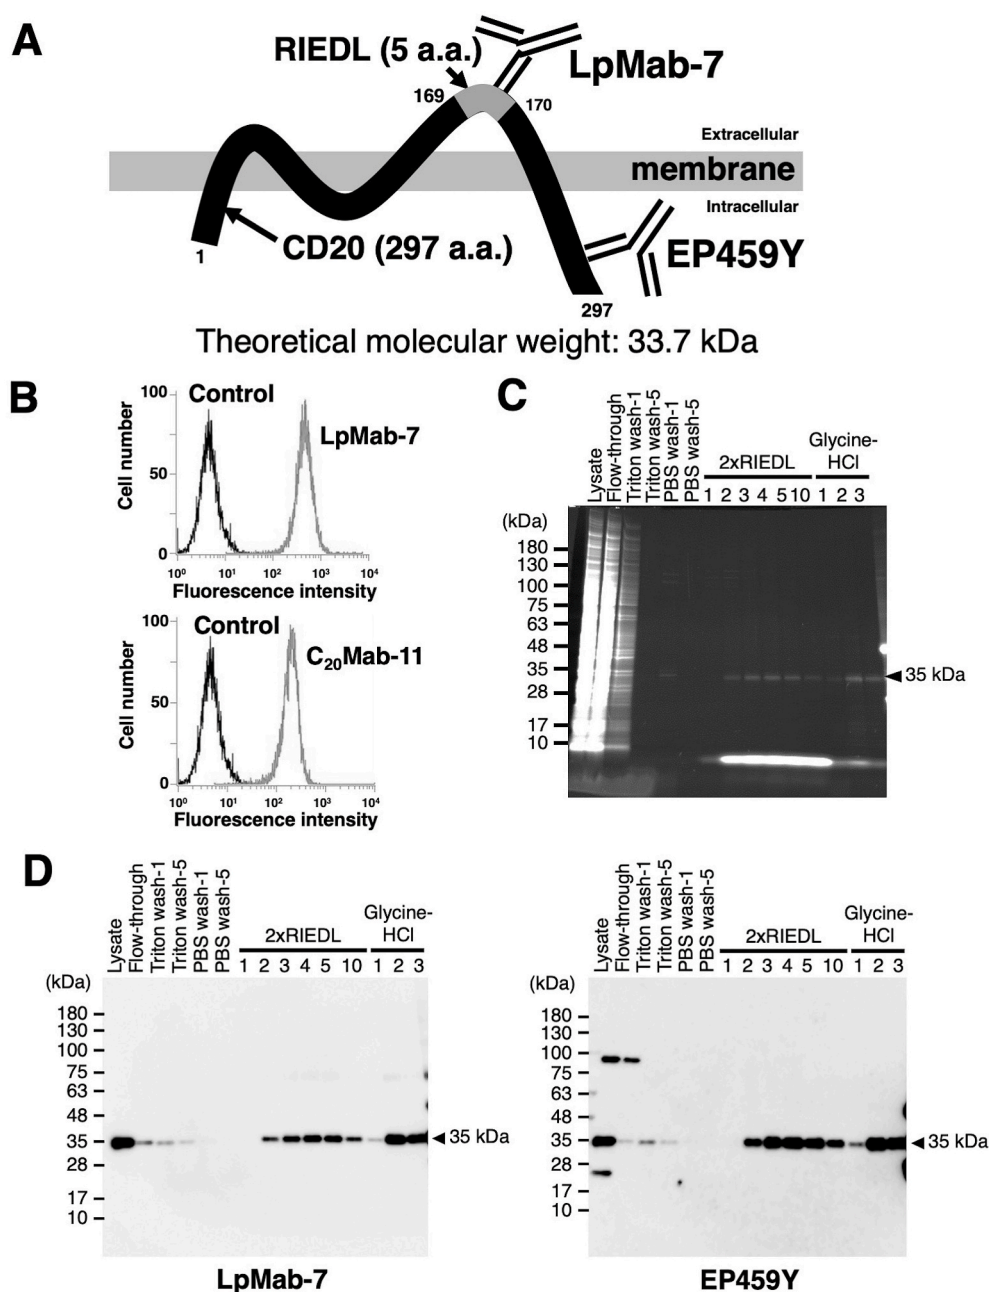 A
RIEDL (5 a.a.)
LpMab-7
169
170
Extracellular
membrane
Intracellular
CD20 (297 a.a.)
EP459Y
1
297
Theoretical molecular weight: 33.7 kDa
B
100
Control
LpMab-7
Cell number
50
0
10⁰ 10¹ 10² 10³ 10⁴
Fluorescence intensity
100
Control
C₂₀Mab-11
Cell number
50
0
10⁰ 10¹ 10² 10³ 10⁴
Fluorescence intensity
C
Lysate
Flow-through
Triton wash-1
Triton wash-5
PBS wash-1
PBS wash-5
2xRIEDL
Glycine-
HCl
1 2 3 4 5 10 1 2 3
(kDa)
180
130
100
75
63
48
35
28
17
10
35 kDa
D
Lysate
Flow-through
Triton wash-1
Triton wash-5
PBS wash-1
PBS wash-5
2xRIEDL
Glycine-
HCl
1 2 3 4 5 10 1 2 3
(kDa)
180
130
100
75
63
48
35
28
17
10
35 kDa
LpMab-7
Lysate
Flow-through
Triton wash-1
Triton wash-5
PBS wash-1
PBS wash-5
2xRIEDL
Glycine-
HCl
1 2 3 4 5 10 1 2 3
(kDa)
180
130
100
75
63
48
35
28
17
10
35 kDa
EP459Y